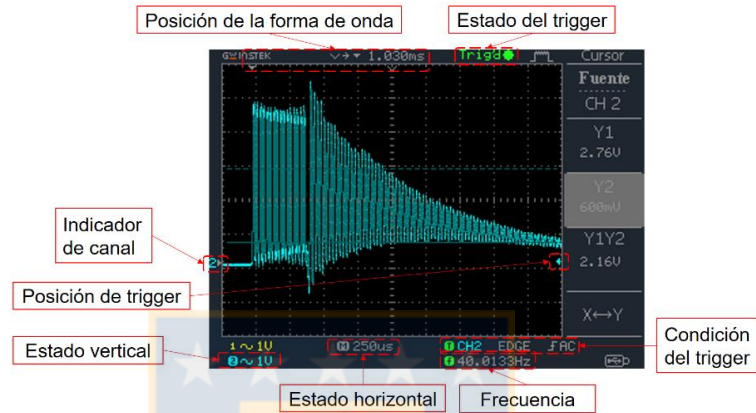 Posición de la forma de onda
Estado del trigger
GWINSTEK
1.030ms
Trig'd
Cursor
Fuente
CH 2
Y1
2.76V
Y2
600mV
Y1Y2
2.16V
X↔Y
Indicador
de canal
2
Posición de trigger
Estado vertical
1 ~ 1V
2 ~ 1V
M 250us
T CH2 EDGE ƒ AC
f 40.0133Hz
Condición
del trigger
Estado horizontal
Frecuencia